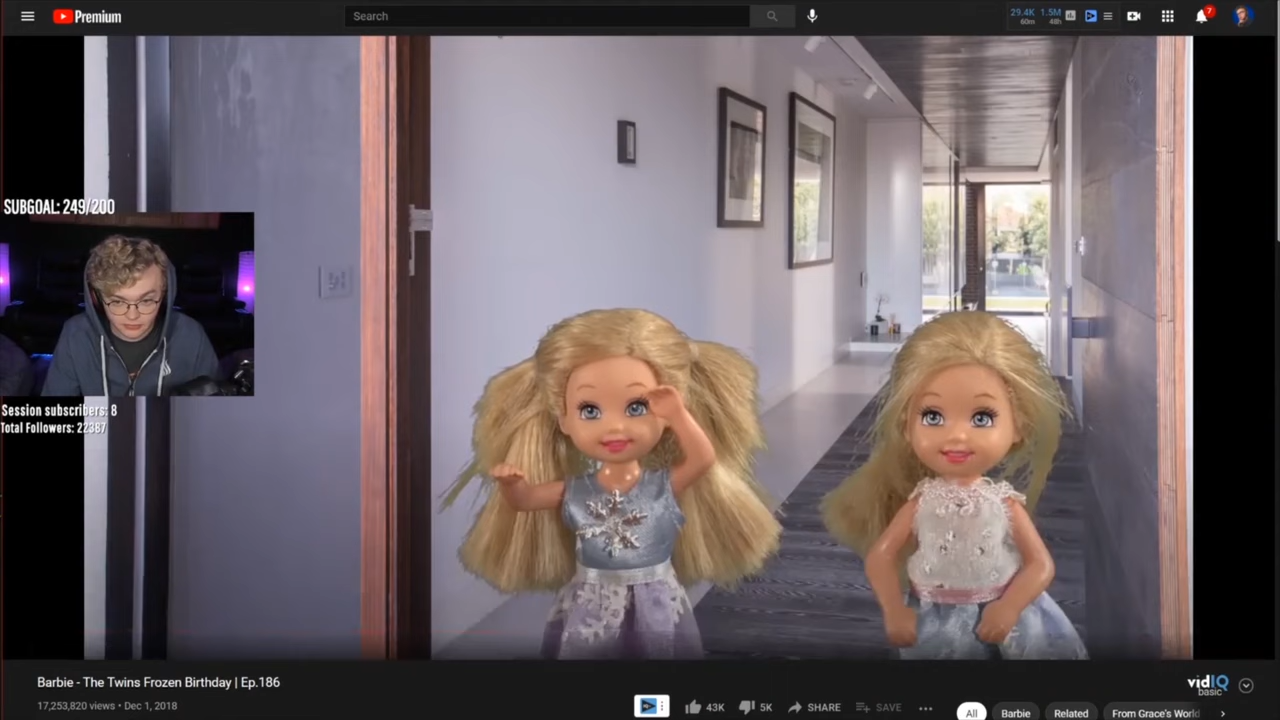 Premium
Search
29.4K 1.5M
60m 48h
7
SUBGOAL: 249/200
Session subscribers: 8
Total Followers: 22387
Barbie - The Twins Frozen Birthday | Ep.186
17,253,820 views • Dec 1, 2018
43K
5K
SHARE
SAVE
vidIQ
basic
All
Barbie
Related
From Grace's World